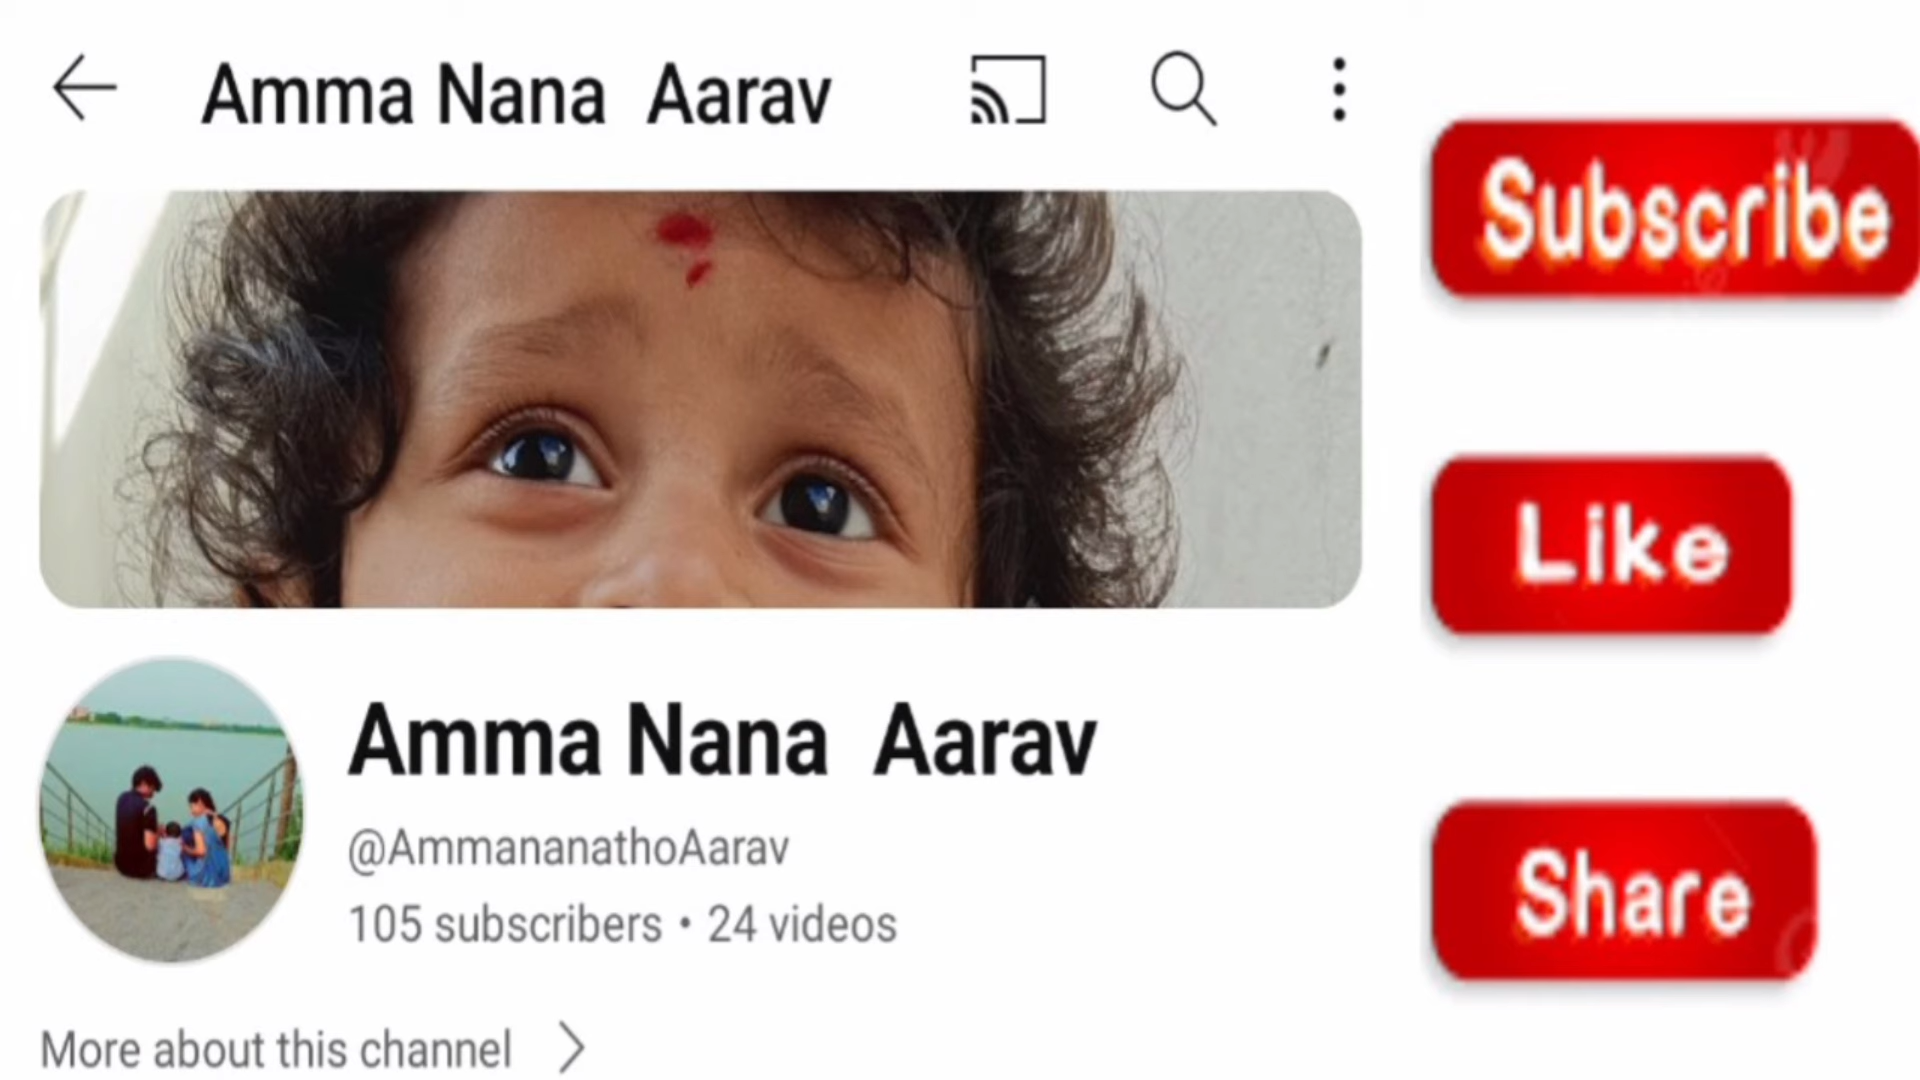 Amma Nana Aarav
Subscribe
Like
Amma Nana Aarav
@AmmananathoAarav
105 subscribers • 24 videos
Share
More about this channel